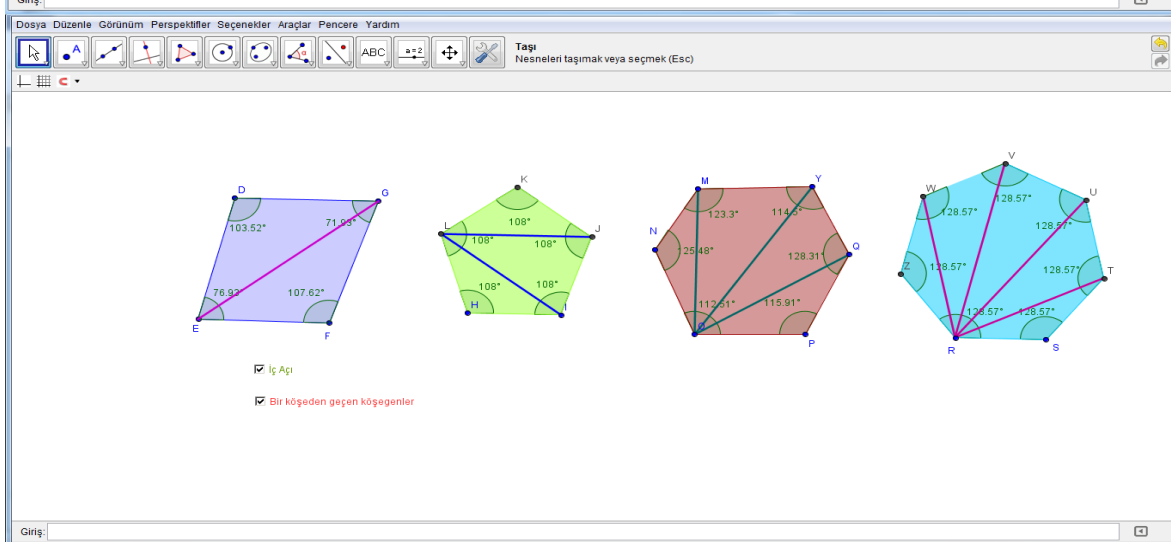 Giriş:
Dosya Düzenle Görünüm Perspektifler Seçenekler Araçlar Pencere Yardım
A
ABC
a=2
Taşı
Nesneleri taşımak veya seçmek (Esc)
D
G
103.52°
71.93°
76.93°
107.62°
E
F
K
L
J
108°
108°
108°
108°
108°
H
I
M
Y
123.3°
114.5°
N
Q
125.48°
128.31°
112.51°
115.91°
O
P
V
W
U
128.57°
128.57°
Z
128.57°
128.57°
T
128.57°
128.57°
R
S
İç Açı
Bir köşeden geçen köşegenler
Giriş: